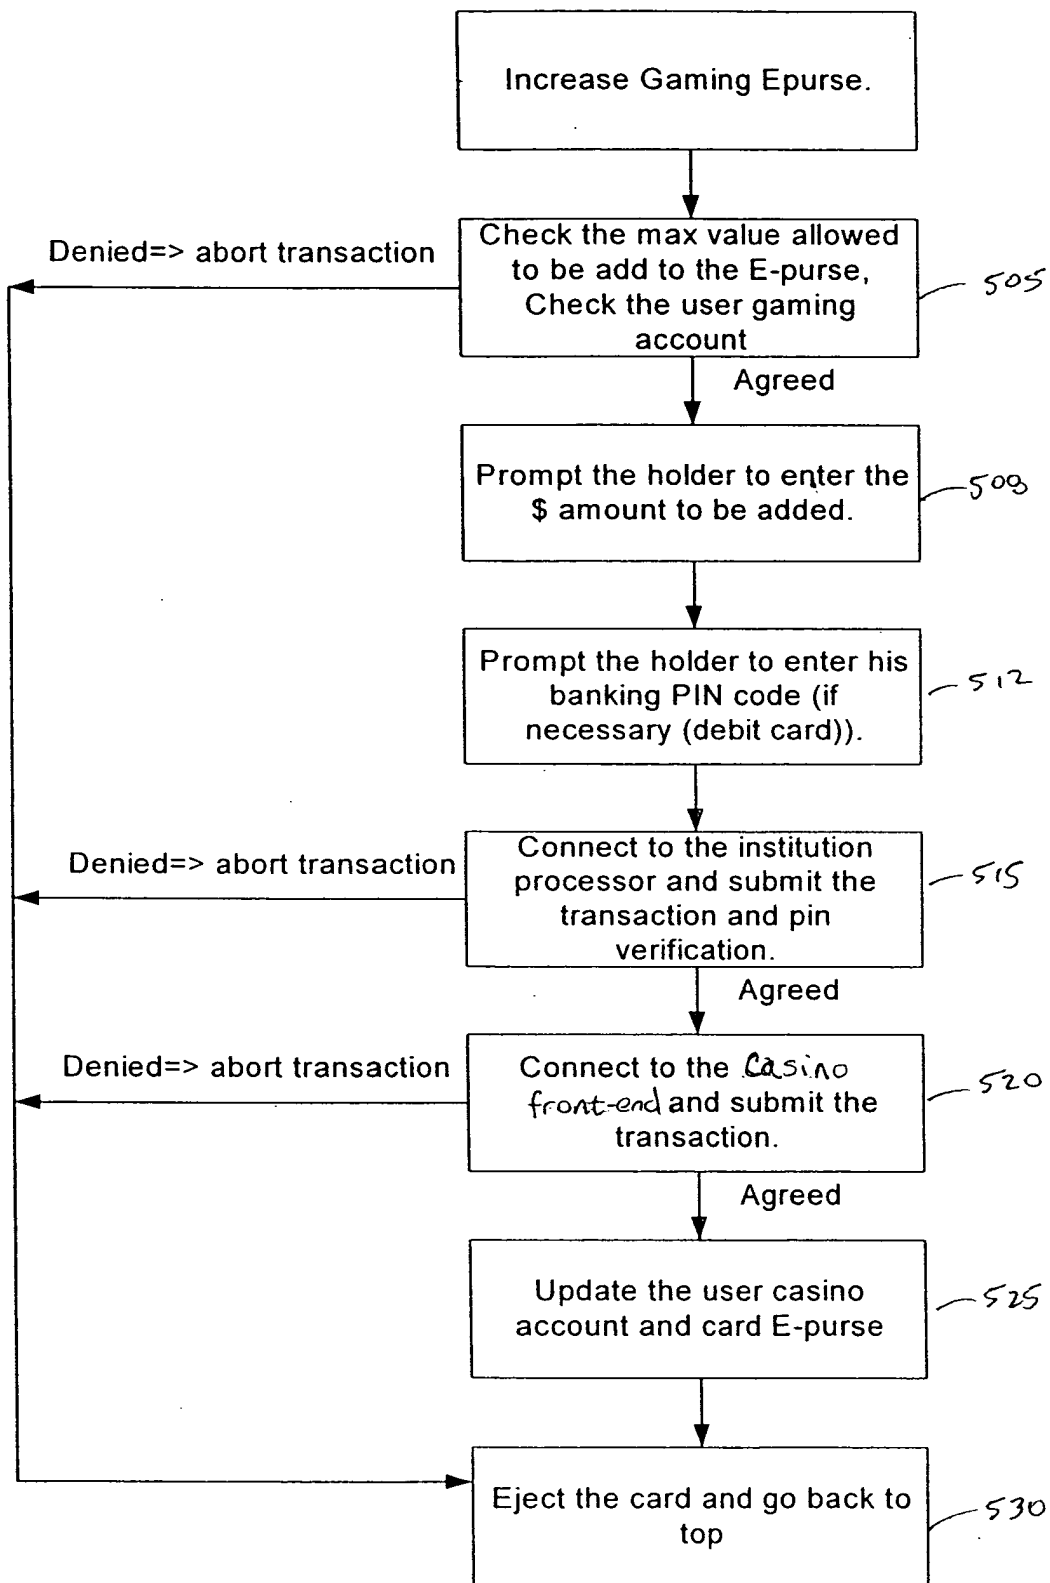 Increase Gaming Epurse.
Denied=> abort transaction
Check the max value allowed
to be add to the E-purse,
Check the user gaming
account
505
Agreed
Prompt the holder to enter the
$ amount to be added.
508
Prompt the holder to enter his
banking PIN code (if
necessary (debit card)).
512
Denied=> abort transaction
Connect to the institution
processor and submit the
transaction and pin
verification.
515
Agreed
Denied=> abort transaction
Connect to the Casino
front-end and submit the
transaction.
520
Agreed
Update the user casino
account and card E-purse
525
Eject the card and go back to
top
530